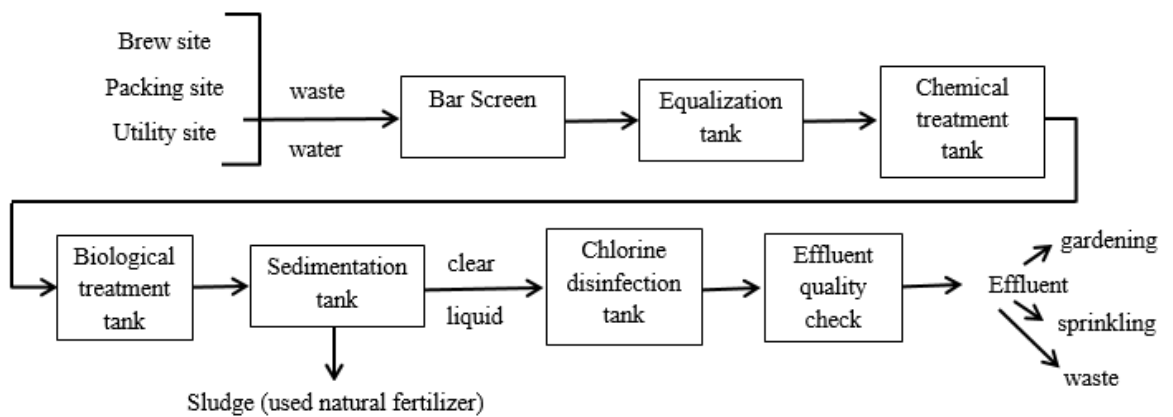 Brew site
Packing site
Utility site
waste
water
Bar Screen
Equalization
tank
Chemical
treatment
tank
Biological
treatment
tank
Sedimentation
tank
clear
liquid
Chlorine
disinfection
tank
Effluent
quality
check
Effluent
gardening
sprinkling
waste
Sludge (used natural fertilizer)